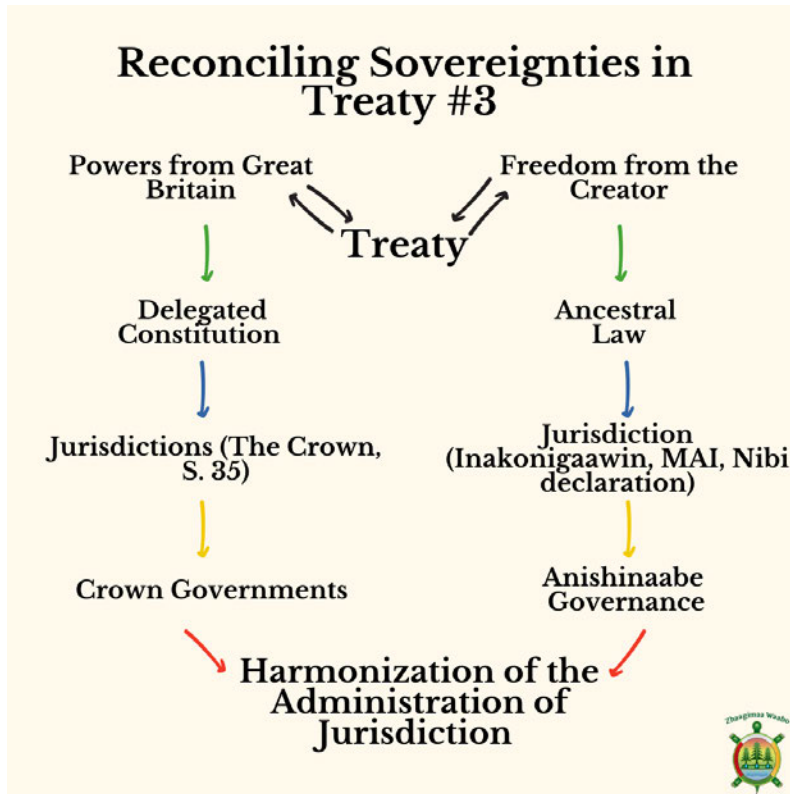 Reconciling Sovereignties in
Treaty #3
Powers from Great
Britain
Freedom from the
Creator
Treaty
Delegated
Constitution
Ancestral
Law
Jurisdictions (The Crown,
S. 35)
Jurisdiction
(Inakonigaawin, MAI, Nibi
declaration)
Crown Governments
Anishinaabe
Governance
Harmonization of the
Administration of
Jurisdiction
Zhaagimaa Waabo